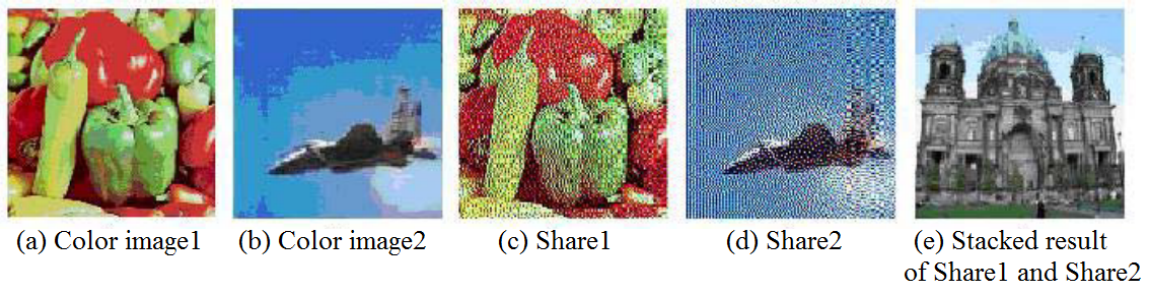 (a) Color image1
(b) Color image2
(c) Share1
(d) Share2
(e) Stacked result
of Share1 and Share2